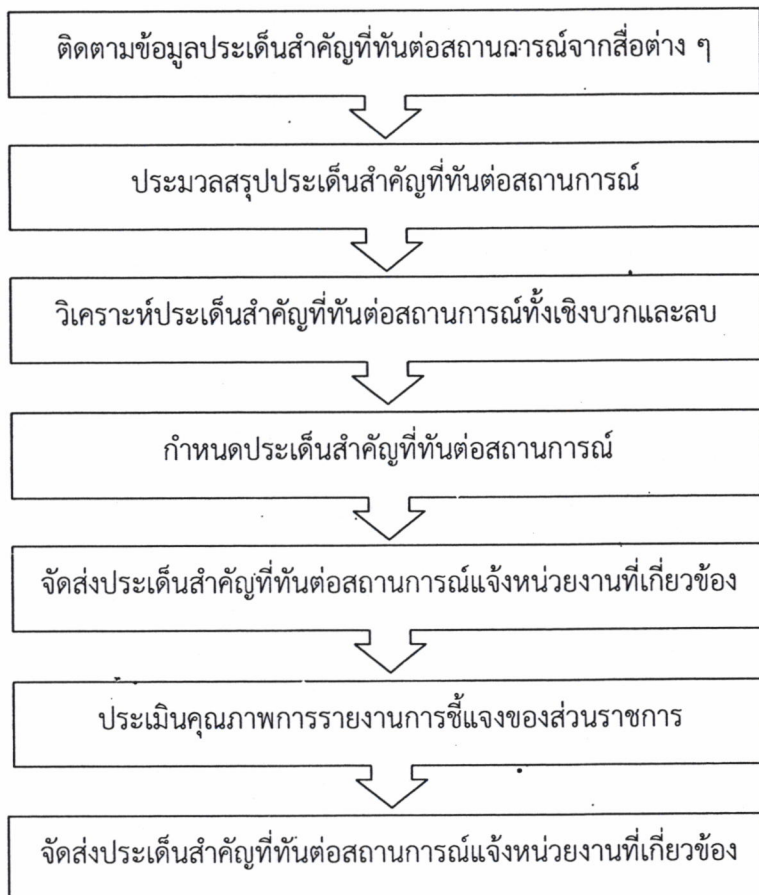 ติดตามข้อมูลประเด็นสำคัญที่ทันต่อสถานการณ์จากสื่อต่าง ๆ
ประมวลสรุปประเด็นสำคัญที่ทันต่อสถานการณ์
วิเคราะห์ประเด็นสำคัญที่ทันต่อสถานการณ์ทั้งเชิงบวกและลบ
กำหนดประเด็นสำคัญที่ทันต่อสถานการณ์
จัดส่งประเด็นสำคัญที่ทันต่อสถานการณ์แจ้งหน่วยงานที่เกี่ยวข้อง
ประเมินคุณภาพการรายงานการชี้แจงของส่วนราชการ
จัดส่งประเด็นสำคัญที่ทันต่อสถานการณ์แจ้งหน่วยงานที่เกี่ยวข้อง